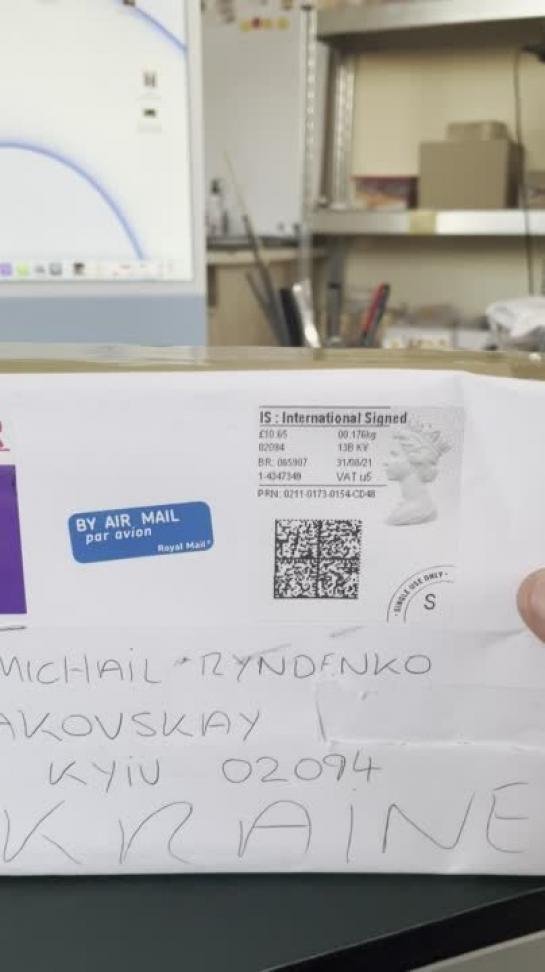 IS : International Signed
£10.65 00.176kg
02094 13B KY
BR: 065907 31/08/21
1-4347349 VAT u5
PRN: 0211-0173-0154-CD48
BY AIR MAIL
par avion
Royal Mail
SINGLE USE ONLY
S
MICHAIL RYNDENKO
AKOVSKAY
KYIV 02094
KRAINE